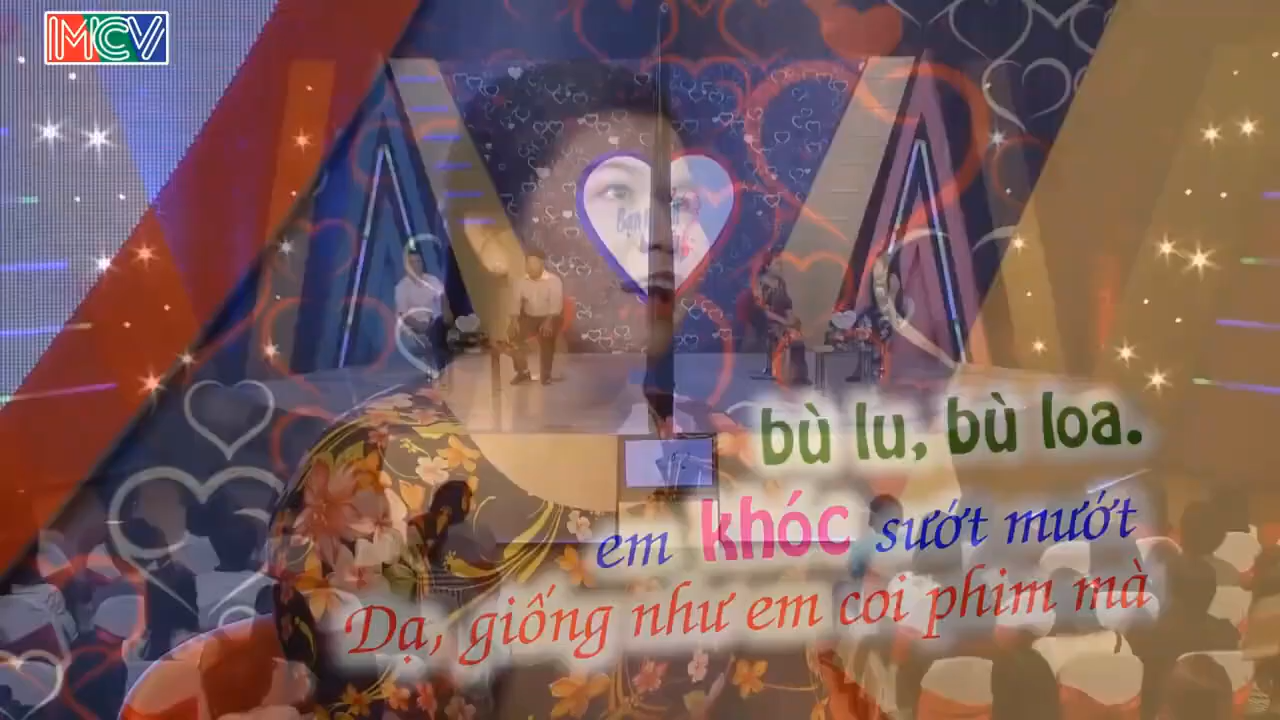 MCV
bù lu, bù loa.
em khóc sướt mướt
Dạ, giống như em coi phim mà